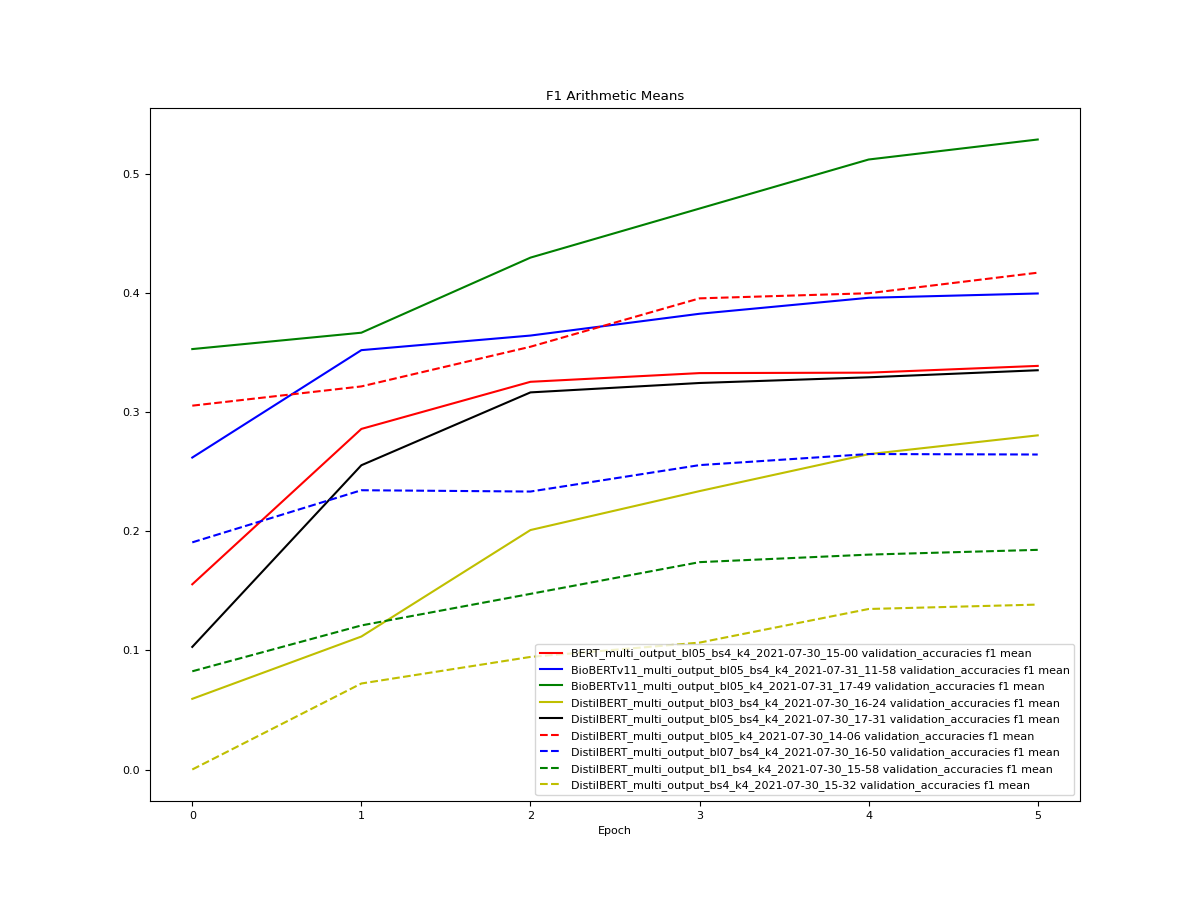 F1 Arithmetic Means
0.5
0.4
0.3
0.2
0.1
0.0
BERT_multi_output_bl05_bs4_k4_2021-07-30_15-00 validation_accuracies f1 mean
BioBERTv11_multi_output_bl05_bs4_k4_2021-07-31_11-58 validation_accuracies f1 mean
BioBERTv11_multi_output_bl05_k4_2021-07-31_17-49 validation_accuracies f1 mean
DistilBERT_multi_output_bl03_bs4_k4_2021-07-30_16-24 validation_accuracies f1 mean
DistilBERT_multi_output_bl05_bs4_k4_2021-07-30_17-31 validation_accuracies f1 mean
DistilBERT_multi_output_bl05_k4_2021-07-30_14-06 validation_accuracies f1 mean
DistilBERT_multi_output_bl07_bs4_k4_2021-07-30_16-50 validation_accuracies f1 mean
DistilBERT_multi_output_bl1_bs4_k4_2021-07-30_15-58 validation_accuracies f1 mean
DistilBERT_multi_output_bs4_k4_2021-07-30_15-32 validation_accuracies f1 mean
0 1 2 3 4 5
Epoch